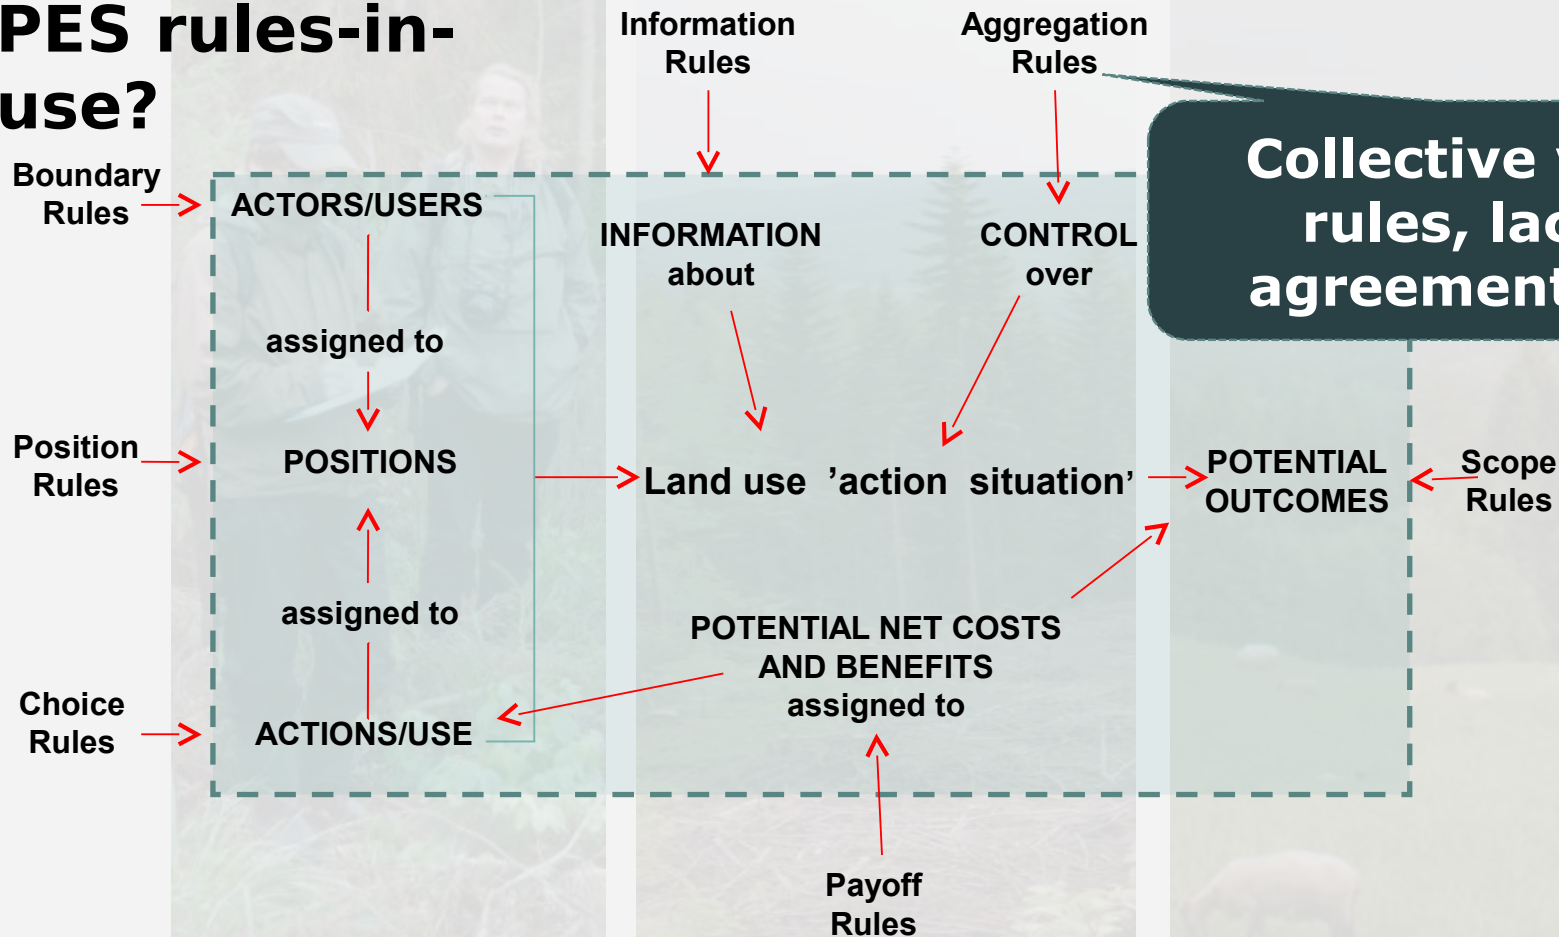 PES rules-in-
use?
Information
Rules
Aggregation
Rules
Collective
rules,
agreement
Boundary
Rules
ACTORS/USERS
INFORMATION
about
CONTROL
over
assigned to
Position
Rules
POSITIONS
Land use ’action situation’
POTENTIAL
OUTCOMES
Scope
Rules
assigned to
POTENTIAL NET COSTS
AND BENEFITS
assigned to
Choice
Rules
ACTIONS/USE
Payoff
Rules